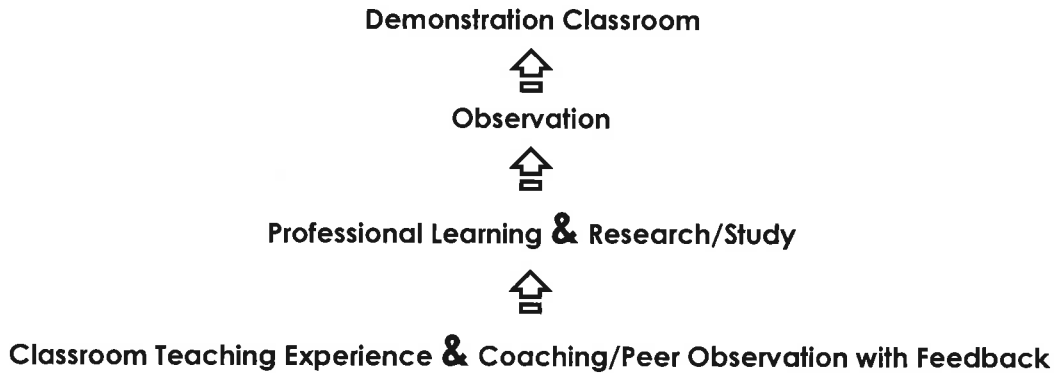 Demonstration Classroom
Observation
Professional Learning & Research/Study
Classroom Teaching Experience & Coaching/Peer Observation with Feedback